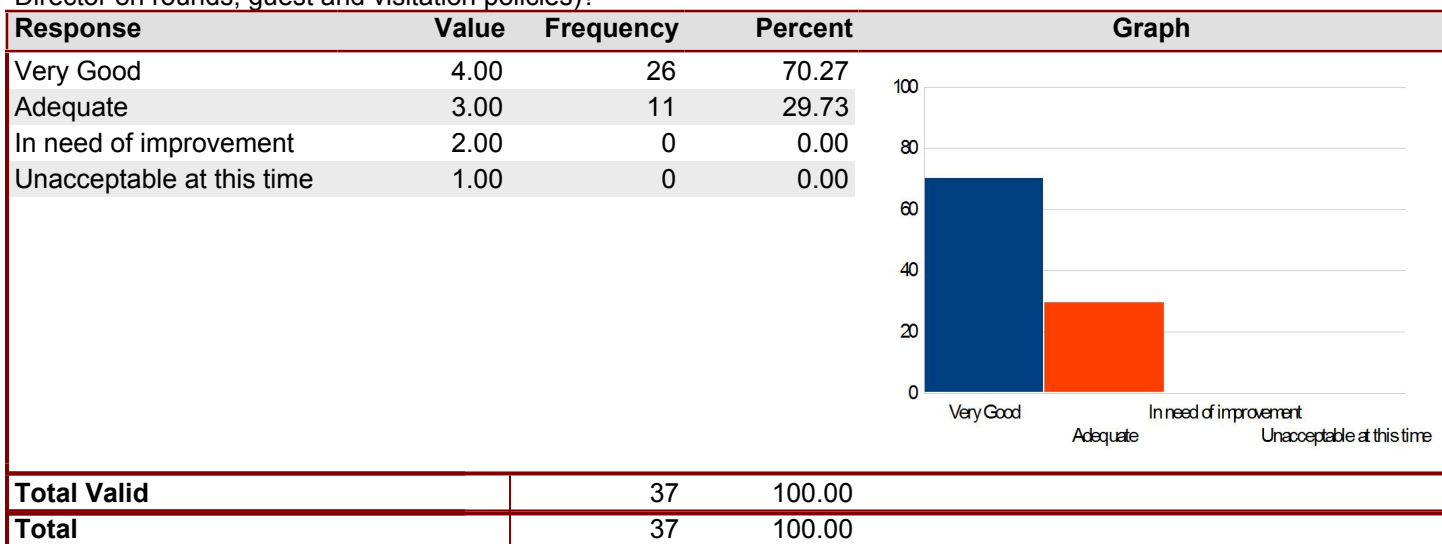 Director on rounds, guest and visitation policies)?
Response Value Frequency Percent Graph
Very Good 4.00 26 70.27
Adequate 3.00 11 29.73
In need of improvement 2.00 0 0.00
Unacceptable at this time 1.00 0 0.00
100
80
60
40
20
0
Very Good In need of improvement
Adequate Unacceptable at this time
Total Valid 37 100.00
Total 37 100.00